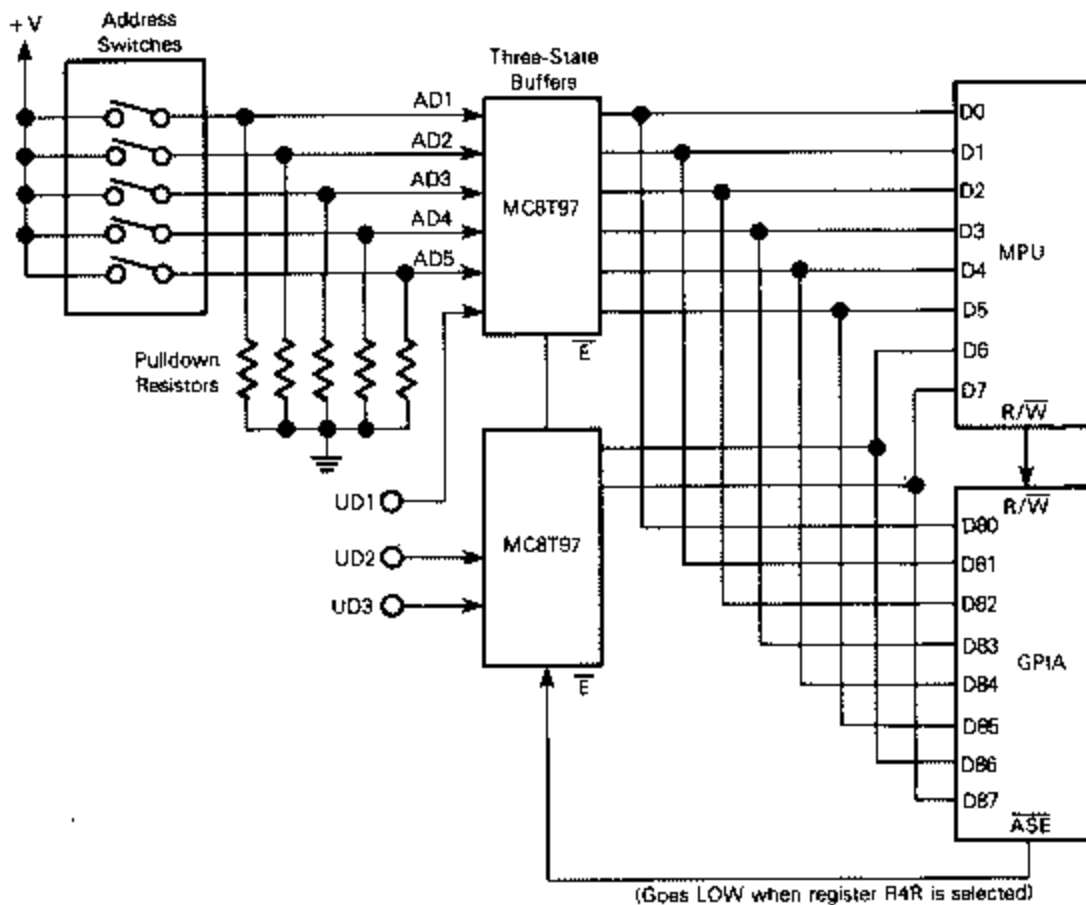 +V
Address
Switches
Three-State
Buffers
AD1
AD2
AD3
AD4
AD5
MC8T97
E
Pulldown
Resistors
D0
D1
D2
D3
D4
D5
D6
D7
MPU
R/W
UD1
UD2
UD3
MC8T97
E
R/W
DB0
DB1
DB2
DB3
DB4
DB5
DB6
DB7
GPIA
ASE
(Goes LOW when register R4R is selected)